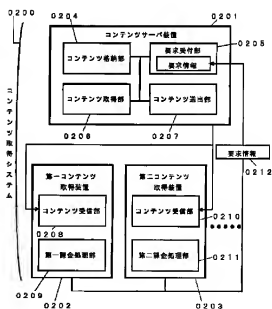 0200
0204
0201
コンテンツサーバ装置
0205
コンテンツ格納部
要求受付部
要求情報
コンテンツ取得部
コンテンツ送出部
0206
0207
コンテンツ取得システム
要求情報
0212
第一コンテンツ
取得装置
第二コンテンツ
取得装置
コンテンツ受信部
コンテンツ受信部
0208
0210
第一照会処理部
第二照会処理部
0211
0209
0202
0203